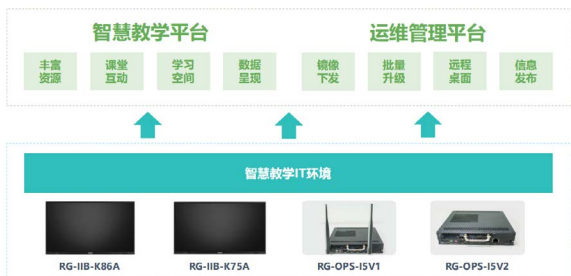 智慧教学平台
运维管理平台
丰富
资源
课堂
互动
学习
空间
数据
呈现
镜像
下发
批量
升级
远程
桌面
信息
发布
智慧教学IT环境
RG-IIB-K86A
RG-IIB-K75A
RG-OPS-I5V1
RG-OPS-I5V2